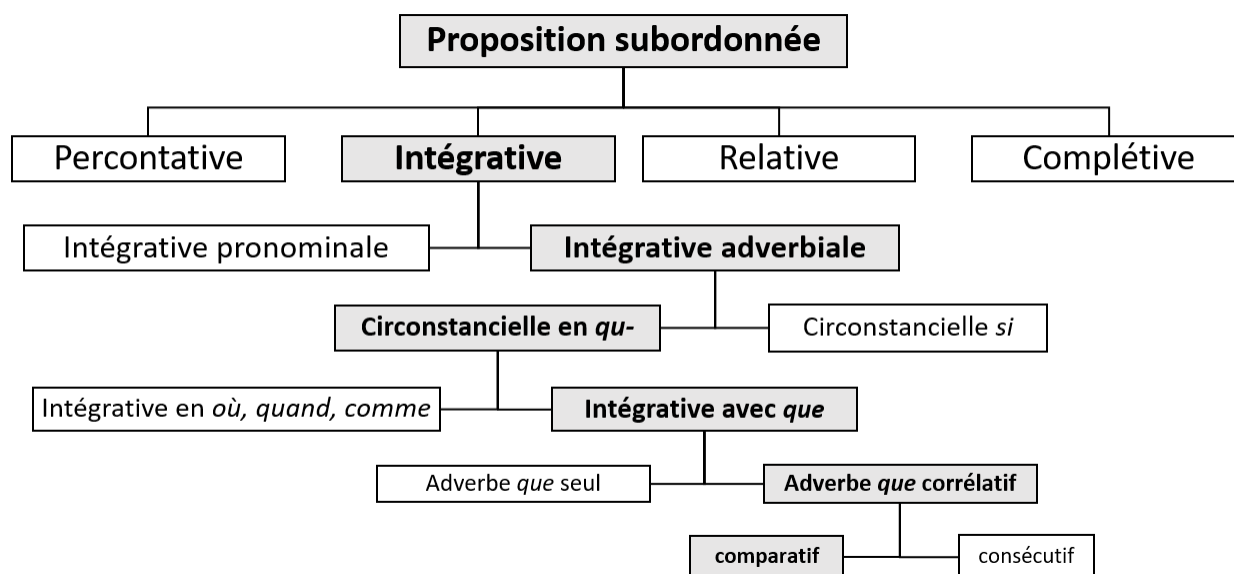 Proposition subordonnée
Percontative
Intégrative
Relative
Complétive
Intégrative pronominale
Intégrative adverbiale
Circonstancielle en qu-
Circonstancielle si
Intégrative en où, quand, comme
Intégrative avec que
Adverbe que seul
Adverbe que corrélatif
comparatif
consécutif